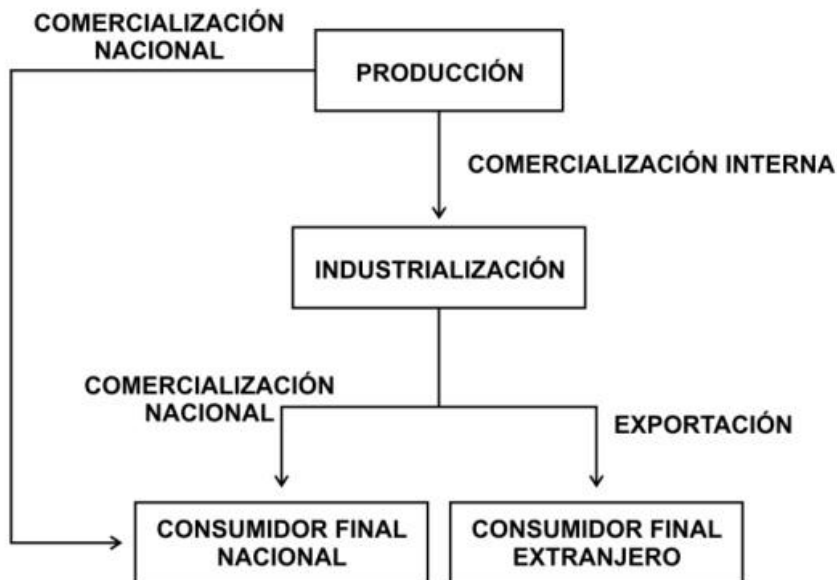 COMERCIALIZACIÓN
NACIONAL
PRODUCCIÓN
COMERCIALIZACIÓN INTERNA
INDUSTRIALIZACIÓN
COMERCIALIZACIÓN
NACIONAL
EXPORTACIÓN
CONSUMIDOR FINAL
NACIONAL
CONSUMIDOR FINAL
EXTRANJERO